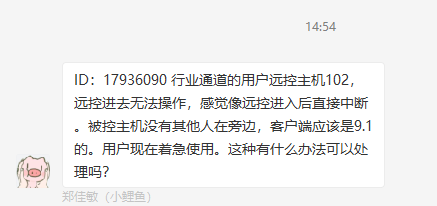 14:54
ID：17936090 行业通道的用户远控主机102，
远控进去无法操作，感觉像远控进入后直接中断
。被控主机没有其他人在旁边，客户端应该是9.1
的。用户现在着急使用。这种有什么办法可以处
理吗？
郑佳敏（小鲤鱼）